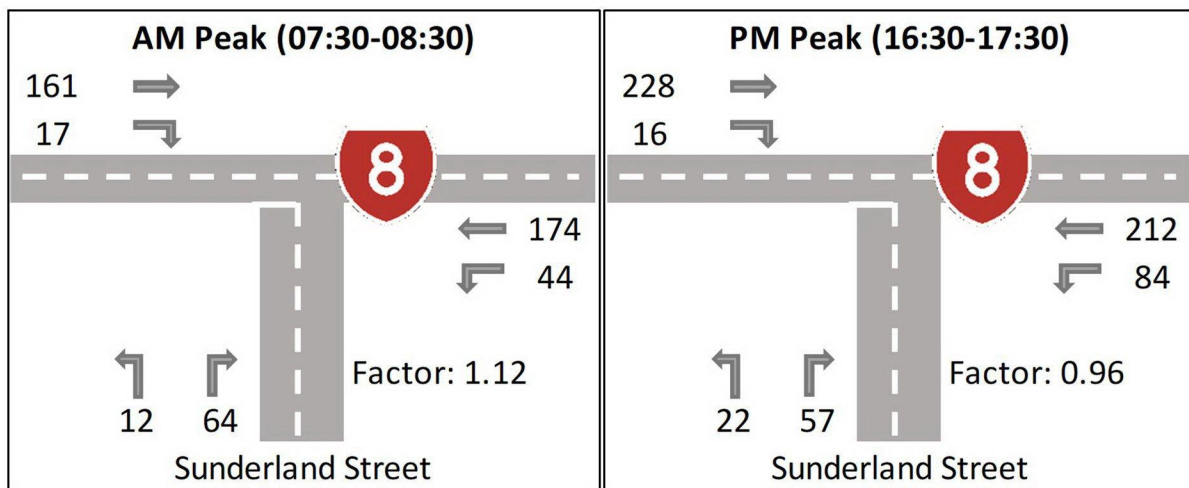 AM Peak (07:30-08:30)
161
17
8
174
44
12 64
Factor: 1.12
Sunderland Street
PM Peak (16:30-17:30)
228
16
8
212
84
22 57
Factor: 0.96
Sunderland Street